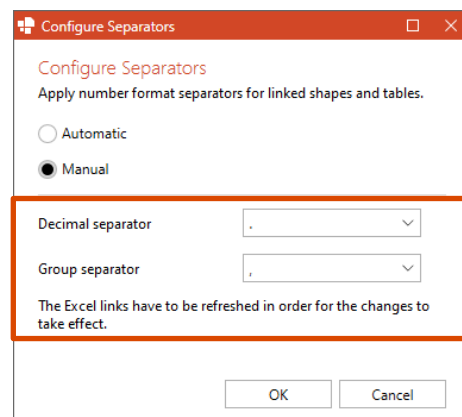 Configure Separators
Configure Separators
Apply number format separators for linked shapes and tables.
Automatic
Manual
Decimal separator
.
Group separator
,
The Excel links have to be refreshed in order for the changes to
take effect.
OK
Cancel